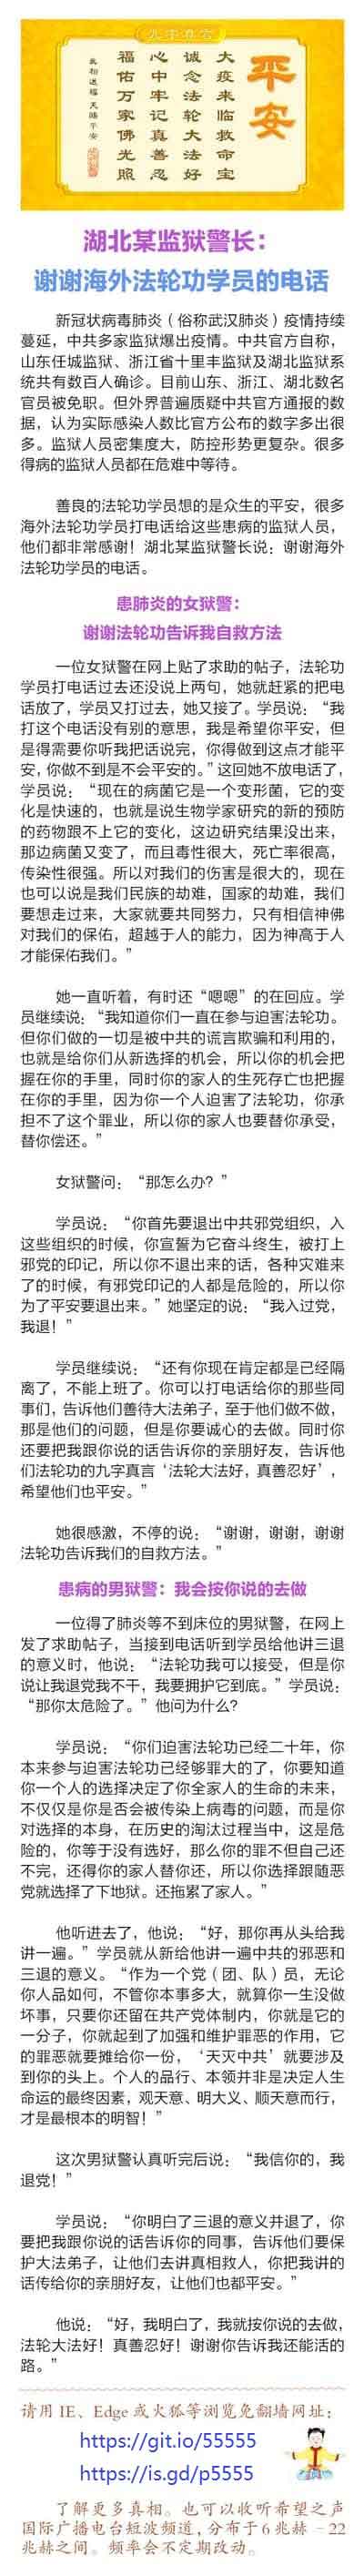 平安
大疫来临救命宝
诚念法轮大法好
心中牢记真善忍
福佑万家佛光照
真相送福 天赐平安
湖北某监狱警长：
谢谢海外法轮功学员的电话
新冠状病毒肺炎（俗称武汉肺炎）疫情持续
蔓延，中共多家监狱爆出疫情。中共官方自称，
山东任城监狱、浙江省十里丰监狱及湖北监狱系
统共有数百人确诊。目前山东、浙江、湖北数名
官员被免职。但外界普遍质疑中共官方通报的数
据，认为实际感染人数比官方公布的数字多出很
多。监狱人员密集度大，防控形势更复杂。很多
得病的监狱人员都在危难中等待。
善良的法轮功学员想的是众生的平安，很多
海外法轮功学员打电话给这些患病的监狱人员，
他们都非常感谢！湖北某监狱警长说：谢谢海外
法轮功学员的电话。
患肺炎的女狱警：
谢谢法轮功告诉我自救方法
一位女狱警在网上贴了求助的帖子，法轮功
学员打电话过去还没说上两句，她就赶紧的把电
话放了，学员又打过去，她又接了。学员说：“我
打这个电话没有别的意思，我是希望你平安，但
是得需要你听我把话说完，你得做到这点才能平
安，你做不到是不会平安的。”这回她不放电话了，
学员说：“现在的病菌它是一个变形菌，它的变
化是快速的，也就是说生物学家研究的新的预防
的药物跟不上它的变化，这边研究结果没出来，
那边病菌又变了，而且毒性很大，死亡率很高，
传染性很强。所以对我们的伤害是很大的，现在
也可以说是我们民族的劫难，国家的劫难，我们
要想走过来，大家就要共同努力，只有相信神佛
对我们的保佑，超越于人的能力，因为神高于人
才能保佑我们。”
她一直听着，有时还“嗯嗯”的在回应。学
员继续说：“我知道你们一直在参与迫害法轮功。
但你们做的一切是被中共的谎言欺骗和利用的，
也就是给你们从新选择的机会，所以你的机会把
握在你的手里，同时你的家人的生死存亡也把握
在你的手里，因为你一个人迫害了法轮功，你承
担不了这个罪业，所以你的家人也要替你承受，
替你偿还。”
女狱警问：“那怎么办？”
学员说：“你首先要退出中共邪党组织，入
这些组织的时候，你宣誓为它奋斗终生，被打上
邪党的印记，所以你不退出来的话，各种灾难来
了的时候，有邪党印记的人都是危险的，所以你
为了平安要退出来。”她坚定的说：“我入过党，
我退！”
学员继续说：“还有你现在肯定都是已经隔
离了，不能上班了。你可以打电话给你的那些同
事们，告诉他们善待大法弟子，至于他们做不做，
那是他们的问题，但是你要诚心的去做。同时你
还要把我跟你说的话告诉你的亲朋好友，告诉他
们法轮功的九字真言‘法轮大法好，真善忍好’，
希望他们也平安。”
她很感激，不停的说：“谢谢，谢谢，谢谢
法轮功告诉我们的自救方法。”
患病的男狱警：我会按你说的去做
一位得了肺炎等不到床位的男狱警，在网上
发了求助帖子，当接到电话听到学员给他讲三退
的意义时，他说：“法轮功我可以接受，但是你
说让我退党我不干，我要拥护它到底。”学员说：
“那你太危险了。”他问为什么？
学员说：“你们迫害法轮功已经二十年，你
本来参与迫害法轮功已经够罪大的了，你要知道
你一个人的选择决定了你全家人的生命的未来，
不仅仅是你是否会被传染上病毒的问题，而是你
对选择的本身，在历史的淘汰过程当中，这是危
险的，你等于没有选好，那么你的罪不但自己还
不完，还得你的家人替你还，所以你选择跟随恶
党就选择了下地狱。还拖累了家人。”
他听进去了，他说：“好，那你再从头给我
讲一遍。”学员就从新给他讲一遍中共的邪恶和
三退的意义。“作为一个党（团、队）员，无论
你人品如何，不管你本事多大，就算你一生没做
坏事，只要你还留在共产党体制内，你就是它的
一分子，你就起到了加强和维护罪恶的作用，它
的罪恶就要摊给你一份，‘天灭中共’就要涉及
到你的头上。个人的品行、本领并非是决定人生
命运的最终因素，观天意、明大义、顺天意而行，
才是最根本的明智！”
这次男狱警认真听完后说：“我信你的，我
退党！”
学员说：“你明白了三退的意义并退了，你
要把我跟你说的话告诉你的同事，告诉他们要保
护大法弟子，让他们去讲真相救人，你把我讲的
话传给你的亲朋好友，让他们也都平安。”
他说：“好，我明白了，我就按你说的去做，
法轮大法好！真善忍好！谢谢你告诉我还能活的
路。”
请用 IE、Edge 或火狐等浏览免翻墙网址：
https://git.io/55555
https://is.gd/p5555
了解更多真相。也可以收听希望之声
国际广播电台短波频道，分布于 6 兆赫 – 22
兆赫之间。频率会不定期改动。